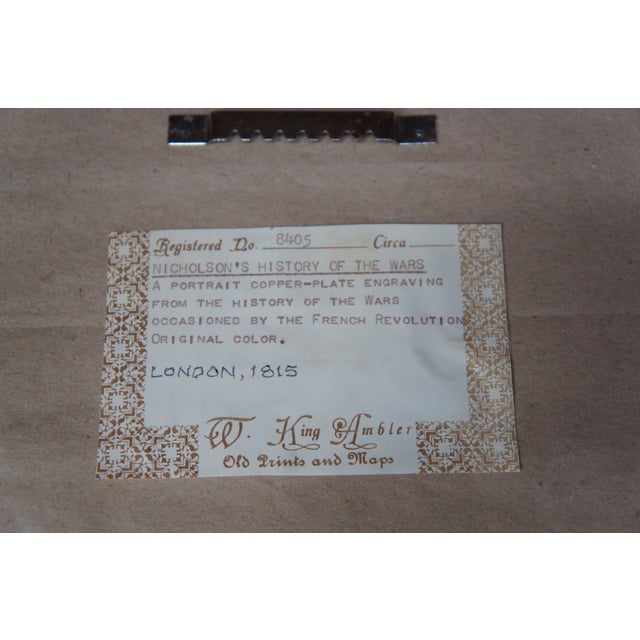 Registered No. 8405 Circa
NICHOLSON'S HISTORY OF THE WARS
A PORTRAIT COPPER-PLATE ENGRAVING
FROM THE HISTORY OF THE WARS
OCCASIONED BY THE FRENCH REVOLUTION
ORIGINAL COLOR.
LONDON, 1815
W. King Ambler
Old Prints and Maps